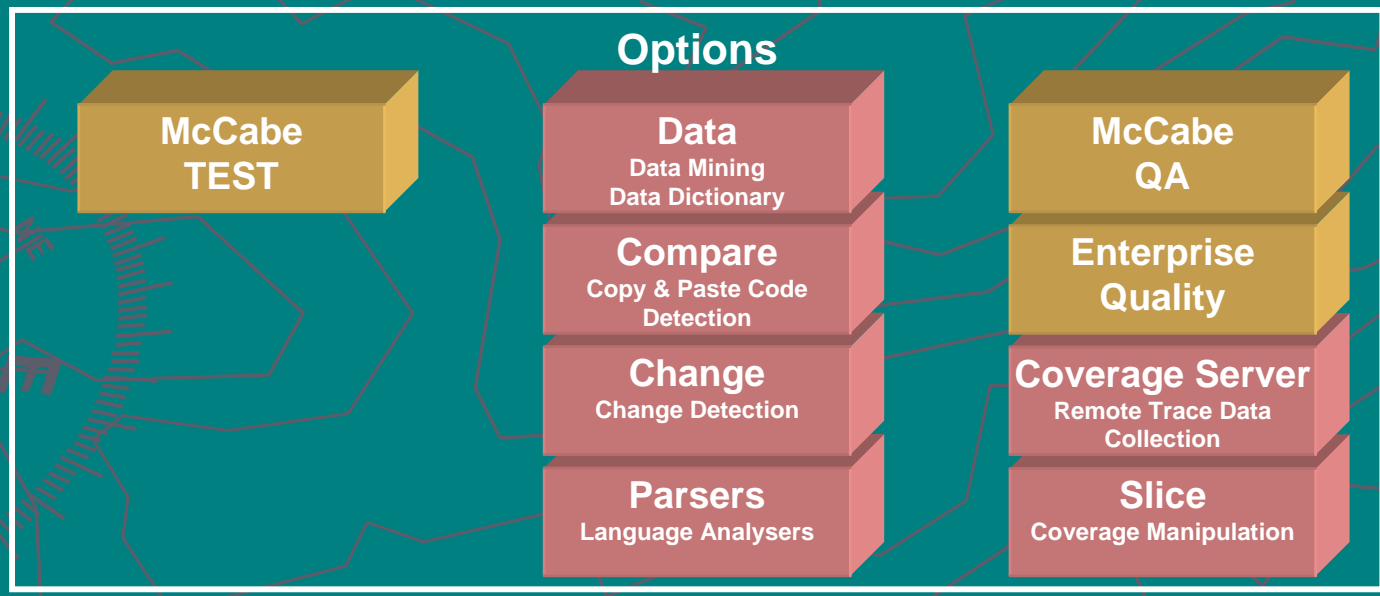 Options
McCabe
TEST
Data
Data Mining
Data Dictionary
Compare
Copy & Paste Code
Detection
Change
Change Detection
Parsers
Language Analysers
McCabe
QA
Enterprise
Quality
Coverage Server
Remote Trace Data
Collection
Slice
Coverage Manipulation